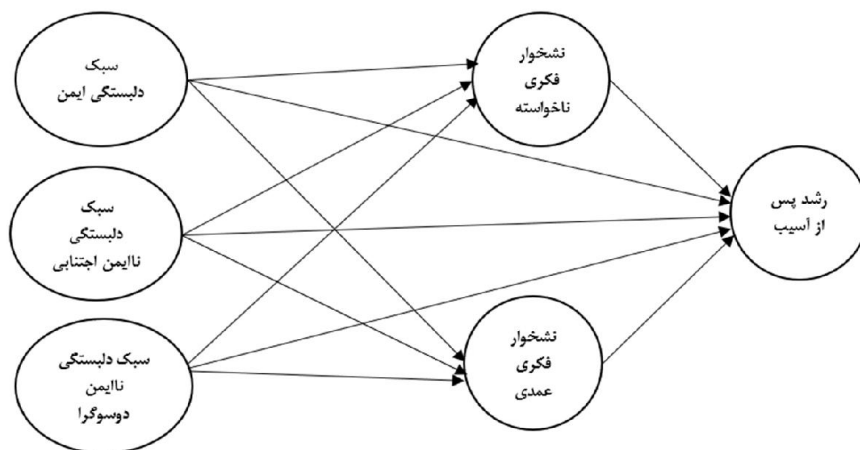 سبک
دلبستگی ایمن
سبک
دلبستگی
ناایمن اجتنابی
سبک دلبستگی
ناایمن
دوسوگرا
نشخوار
فکری
ناخواسته
نشخوار
فکری
عمدی
رشد پس
از آسیب